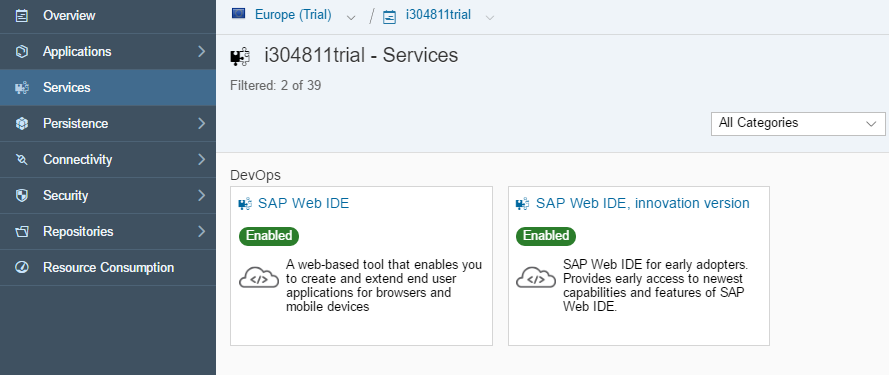 Overview
Applications
Services
Persistence
Connectivity
Security
Repositories
Resource Consumption
Europe (Trial) / i304811trial
i304811trial - Services
Filtered: 2 of 39
All Categories
DevOps
SAP Web IDE
Enabled
A web-based tool that enables you
to create and extend end user
applications for browsers and
mobile devices
SAP Web IDE, innovation version
Enabled
SAP Web IDE for early adopters.
Provides early access to newest
capabilities and features of SAP
Web IDE.